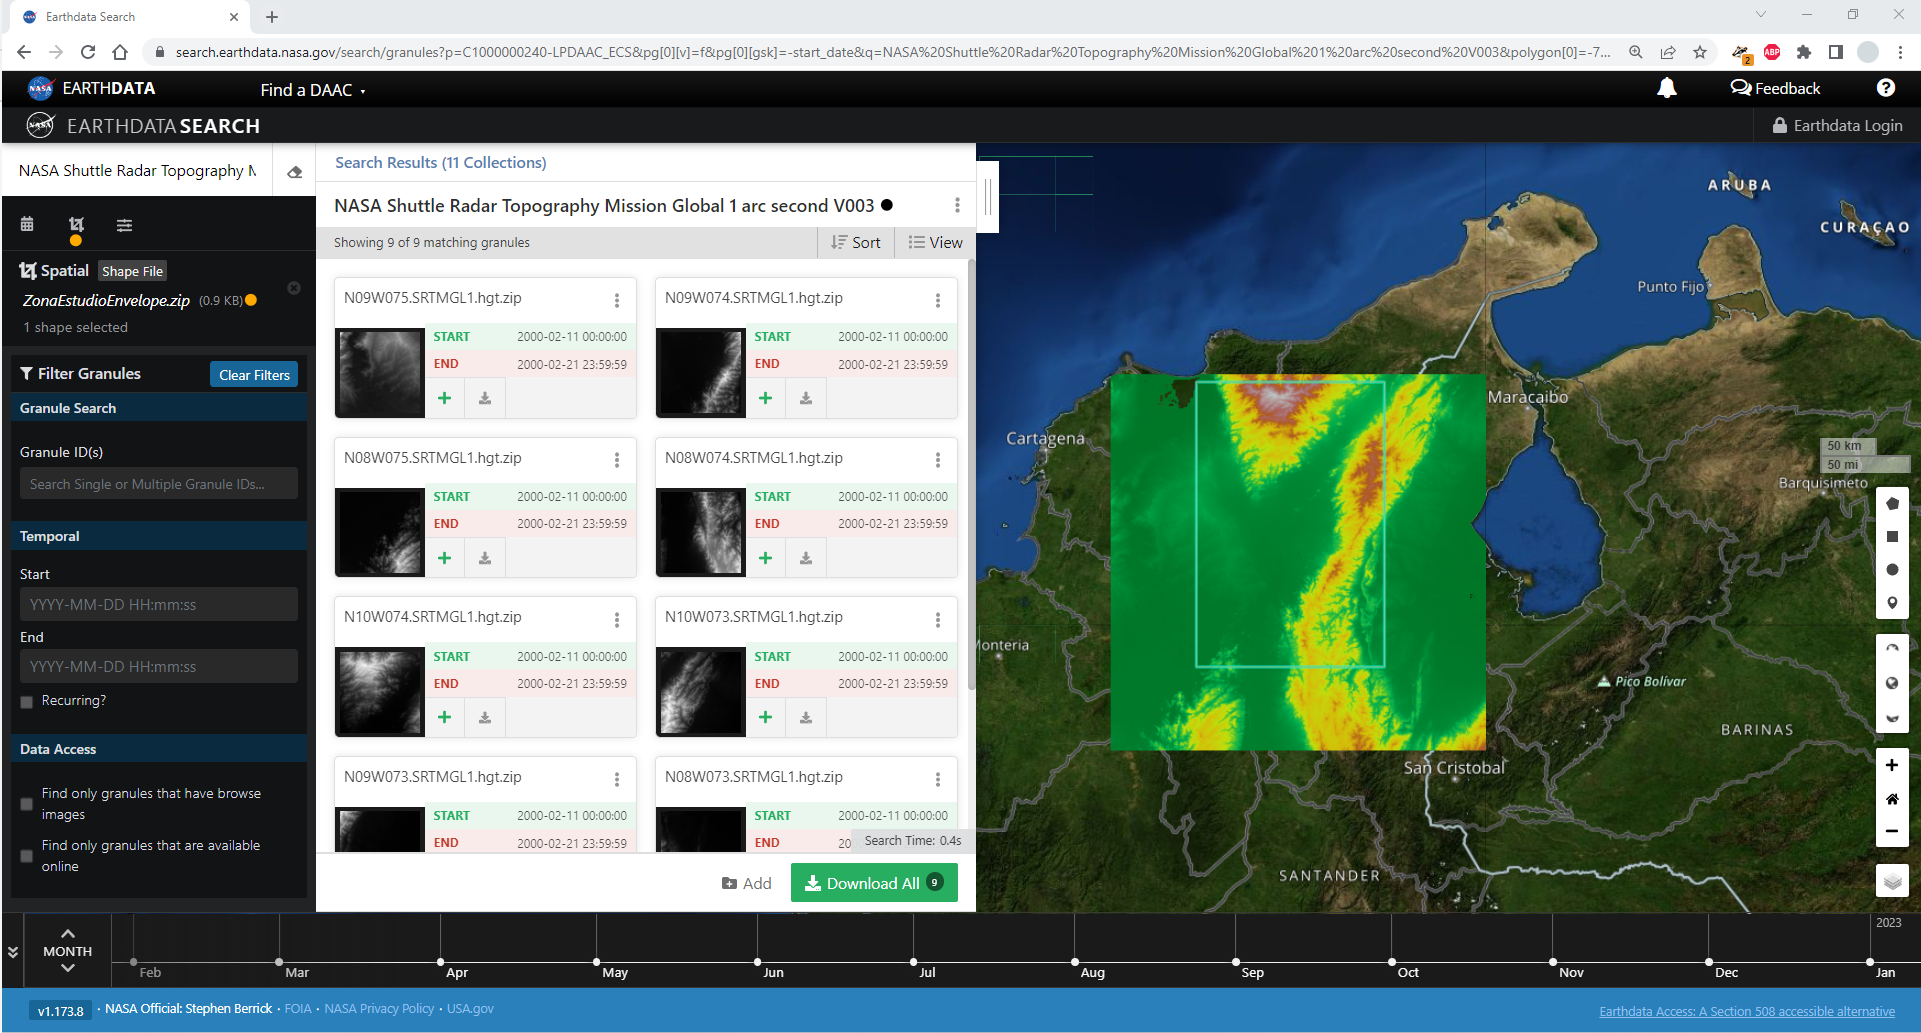 Earthdata Search
search.earthdata.nasa.gov/search/granules?p=C1000000240-LPDAAC_ECS&pg[0][v]=f&pg[0][gsk]=-start_date&q=NASA%20Shuttle%20Radar%20Topography%20Mission%20Global%201%20arc%20second%20V003&polygon[0]=-7...
2
ABP
NASA EARTHDATA
Find a DAAC
Feedback
?
NASA EARTHDATA SEARCH
Earthdata Login
NASA Shuttle Radar Topography M
Spatial Shape File
ZonaEstudioEnvelope.zip (0.9 KB)
1 shape selected
Filter Granules
Clear Filters
Granule Search
Granule ID(s)
Search Single or Multiple Granule IDs...
Temporal
Start
YYYY-MM-DD HH:mm:ss
End
YYYY-MM-DD HH:mm:ss
Recurring?
Data Access
Find only granules that have browse
images
Find only granules that are available
online
Search Results (11 Collections)
NASA Shuttle Radar Topography Mission Global 1 arc second V003
Showing 9 of 9 matching granules
Sort
View
N09W075.SRTMGL1.hgt.zip
START 2000-02-11 00:00:00
END 2000-02-21 23:59:59
N09W074.SRTMGL1.hgt.zip
START 2000-02-11 00:00:00
END 2000-02-21 23:59:59
N08W075.SRTMGL1.hgt.zip
START 2000-02-11 00:00:00
END 2000-02-21 23:59:59
N08W074.SRTMGL1.hgt.zip
START 2000-02-11 00:00:00
END 2000-02-21 23:59:59
N10W074.SRTMGL1.hgt.zip
START 2000-02-11 00:00:00
END 2000-02-21 23:59:59
N10W073.SRTMGL1.hgt.zip
START 2000-02-11 00:00:00
END 2000-02-21 23:59:59
N09W073.SRTMGL1.hgt.zip
START 2000-02-11 00:00:00
END 2000-02-21 23:59:59
N08W073.SRTMGL1.hgt.zip
START 2000-02-11 00:00:00
END 20
Search Time: 0.4s
Add
Download All 9
ARUBA
CURAÇAO
Punto Fijo
Maracaibo
Cartagena
50 km
50 mi
Barquisimeto
Monteria
Pico Bolívar
BARINAS
San Cristobal
SANTANDER
MONTH
2023
Feb
Mar
Apr
May
Jun
Jul
Aug
Sep
Oct
Nov
Dec
Jan
v1.173.8 · NASA Official: Stephen Berrick · FOIA · NASA Privacy Policy · USA.gov
Earthdata Access: A Section 508 accessible alternative